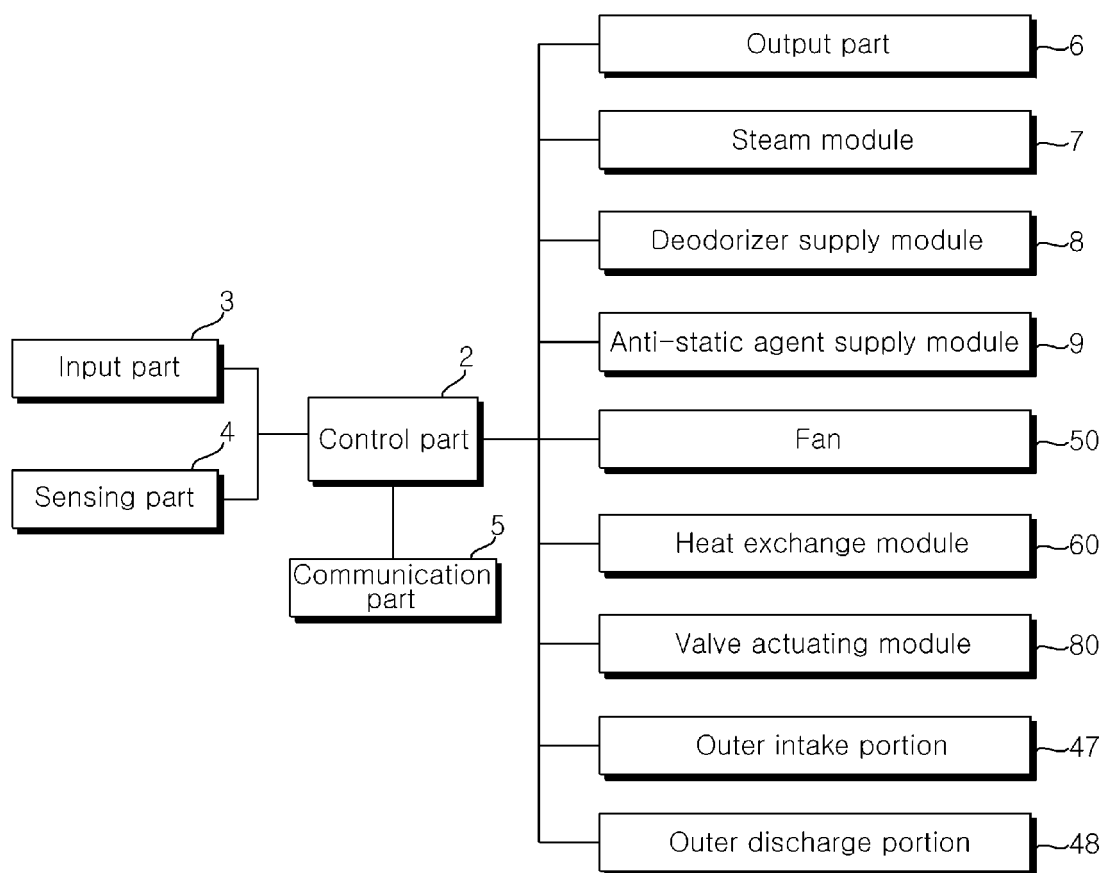 Output part
6
Steam module
7
Deodorizer supply module
8
3
Input part
Anti-static agent supply module
9
2
Control part
4
Sensing part
Fan
50
5
Communication
part
Heat exchange module
60
Valve actuating module
80
Outer intake portion
47
Outer discharge portion
48